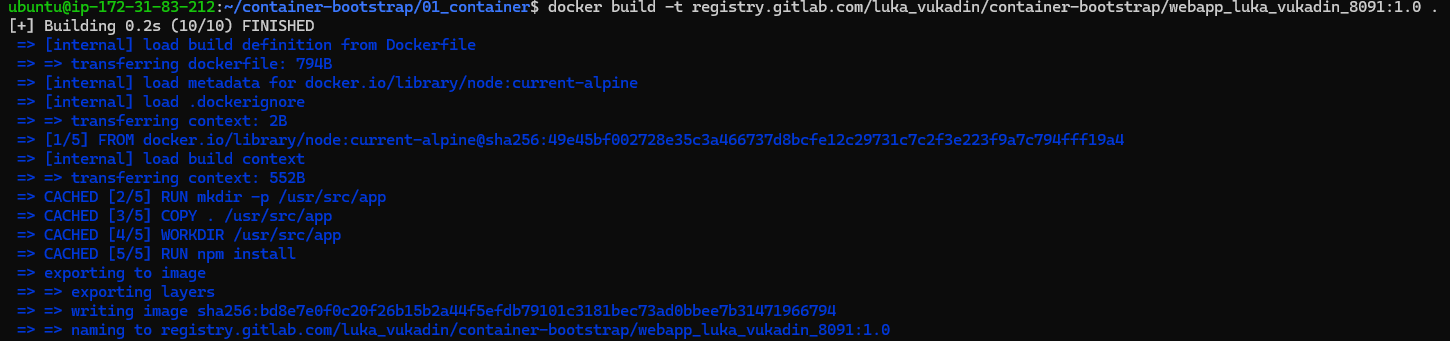 ubuntu@ip-172-31-83-212:~/container-bootstrap/01_container$ docker build -t registry.gitlab.com/luka_vukadin/container-bootstrap/webapp_luka_vukadin_8091:1.0 .
[+] Building 0.2s (10/10) FINISHED
=> [internal] load build definition from Dockerfile
=> => transferring dockerfile: 794B
=> [internal] load metadata for docker.io/library/node:current-alpine
=> [internal] load .dockerignore
=> => transferring context: 2B
=> [1/5] FROM docker.io/library/node:current-alpine@sha256:49e45bf002728e35c3a466737d8bcfe12c29731c7c2f3e223f9a7c794fff19a4
=> [internal] load build context
=> => transferring context: 552B
=> CACHED [2/5] RUN mkdir -p /usr/src/app
=> CACHED [3/5] COPY . /usr/src/app
=> CACHED [4/5] WORKDIR /usr/src/app
=> CACHED [5/5] RUN npm install
=> exporting to image
=> => exporting layers
=> => writing image sha256:bd8e7e0f0c20f26b15b2a44f5efdb79101c3181bec73ad0bbee7b31471966794
=> => naming to registry.gitlab.com/luka_vukadin/container-bootstrap/webapp_luka_vukadin_8091:1.0